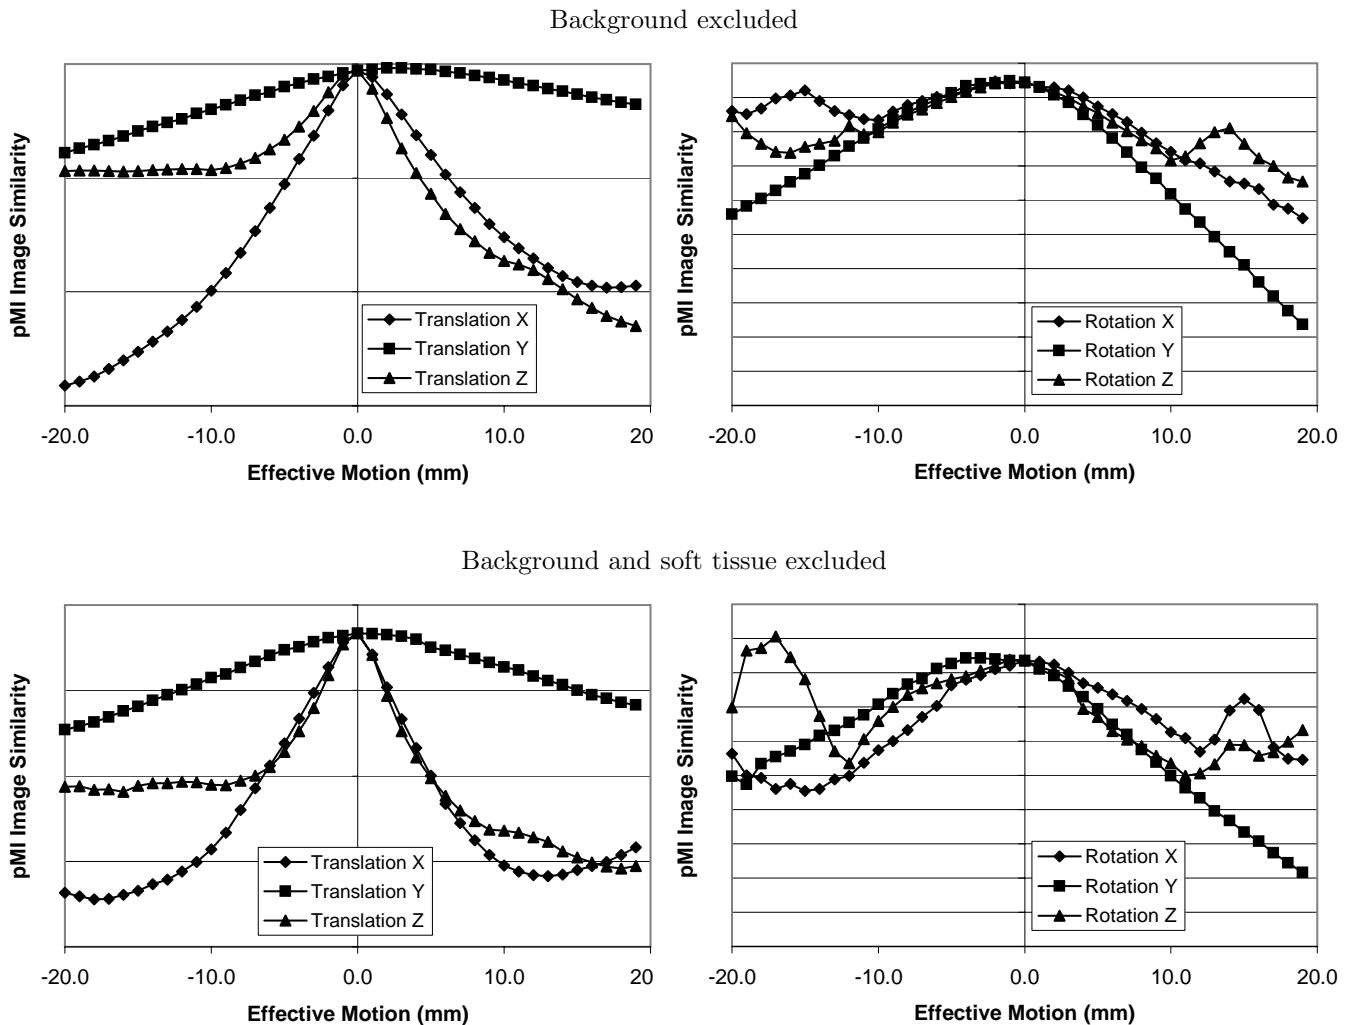 Background excluded
pMI Image Similarity
Translation X
Translation Y
Translation Z
-20.0 -10.0 0.0 10.0 20
Effective Motion (mm)
pMI Image Similarity
Rotation X
Rotation Y
Rotation Z
-20.0 -10.0 0.0 10.0 20.0
Effective Motion (mm)
Background and soft tissue excluded
pMI Image Similarity
Translation X
Translation Y
Translation Z
-20.0 -10.0 0.0 10.0 20
Effective Motion (mm)
pMI Image Similarity
Rotation X
Rotation Y
Rotation Z
-20.0 -10.0 0.0 10.0 20.0
Effective Motion (mm)